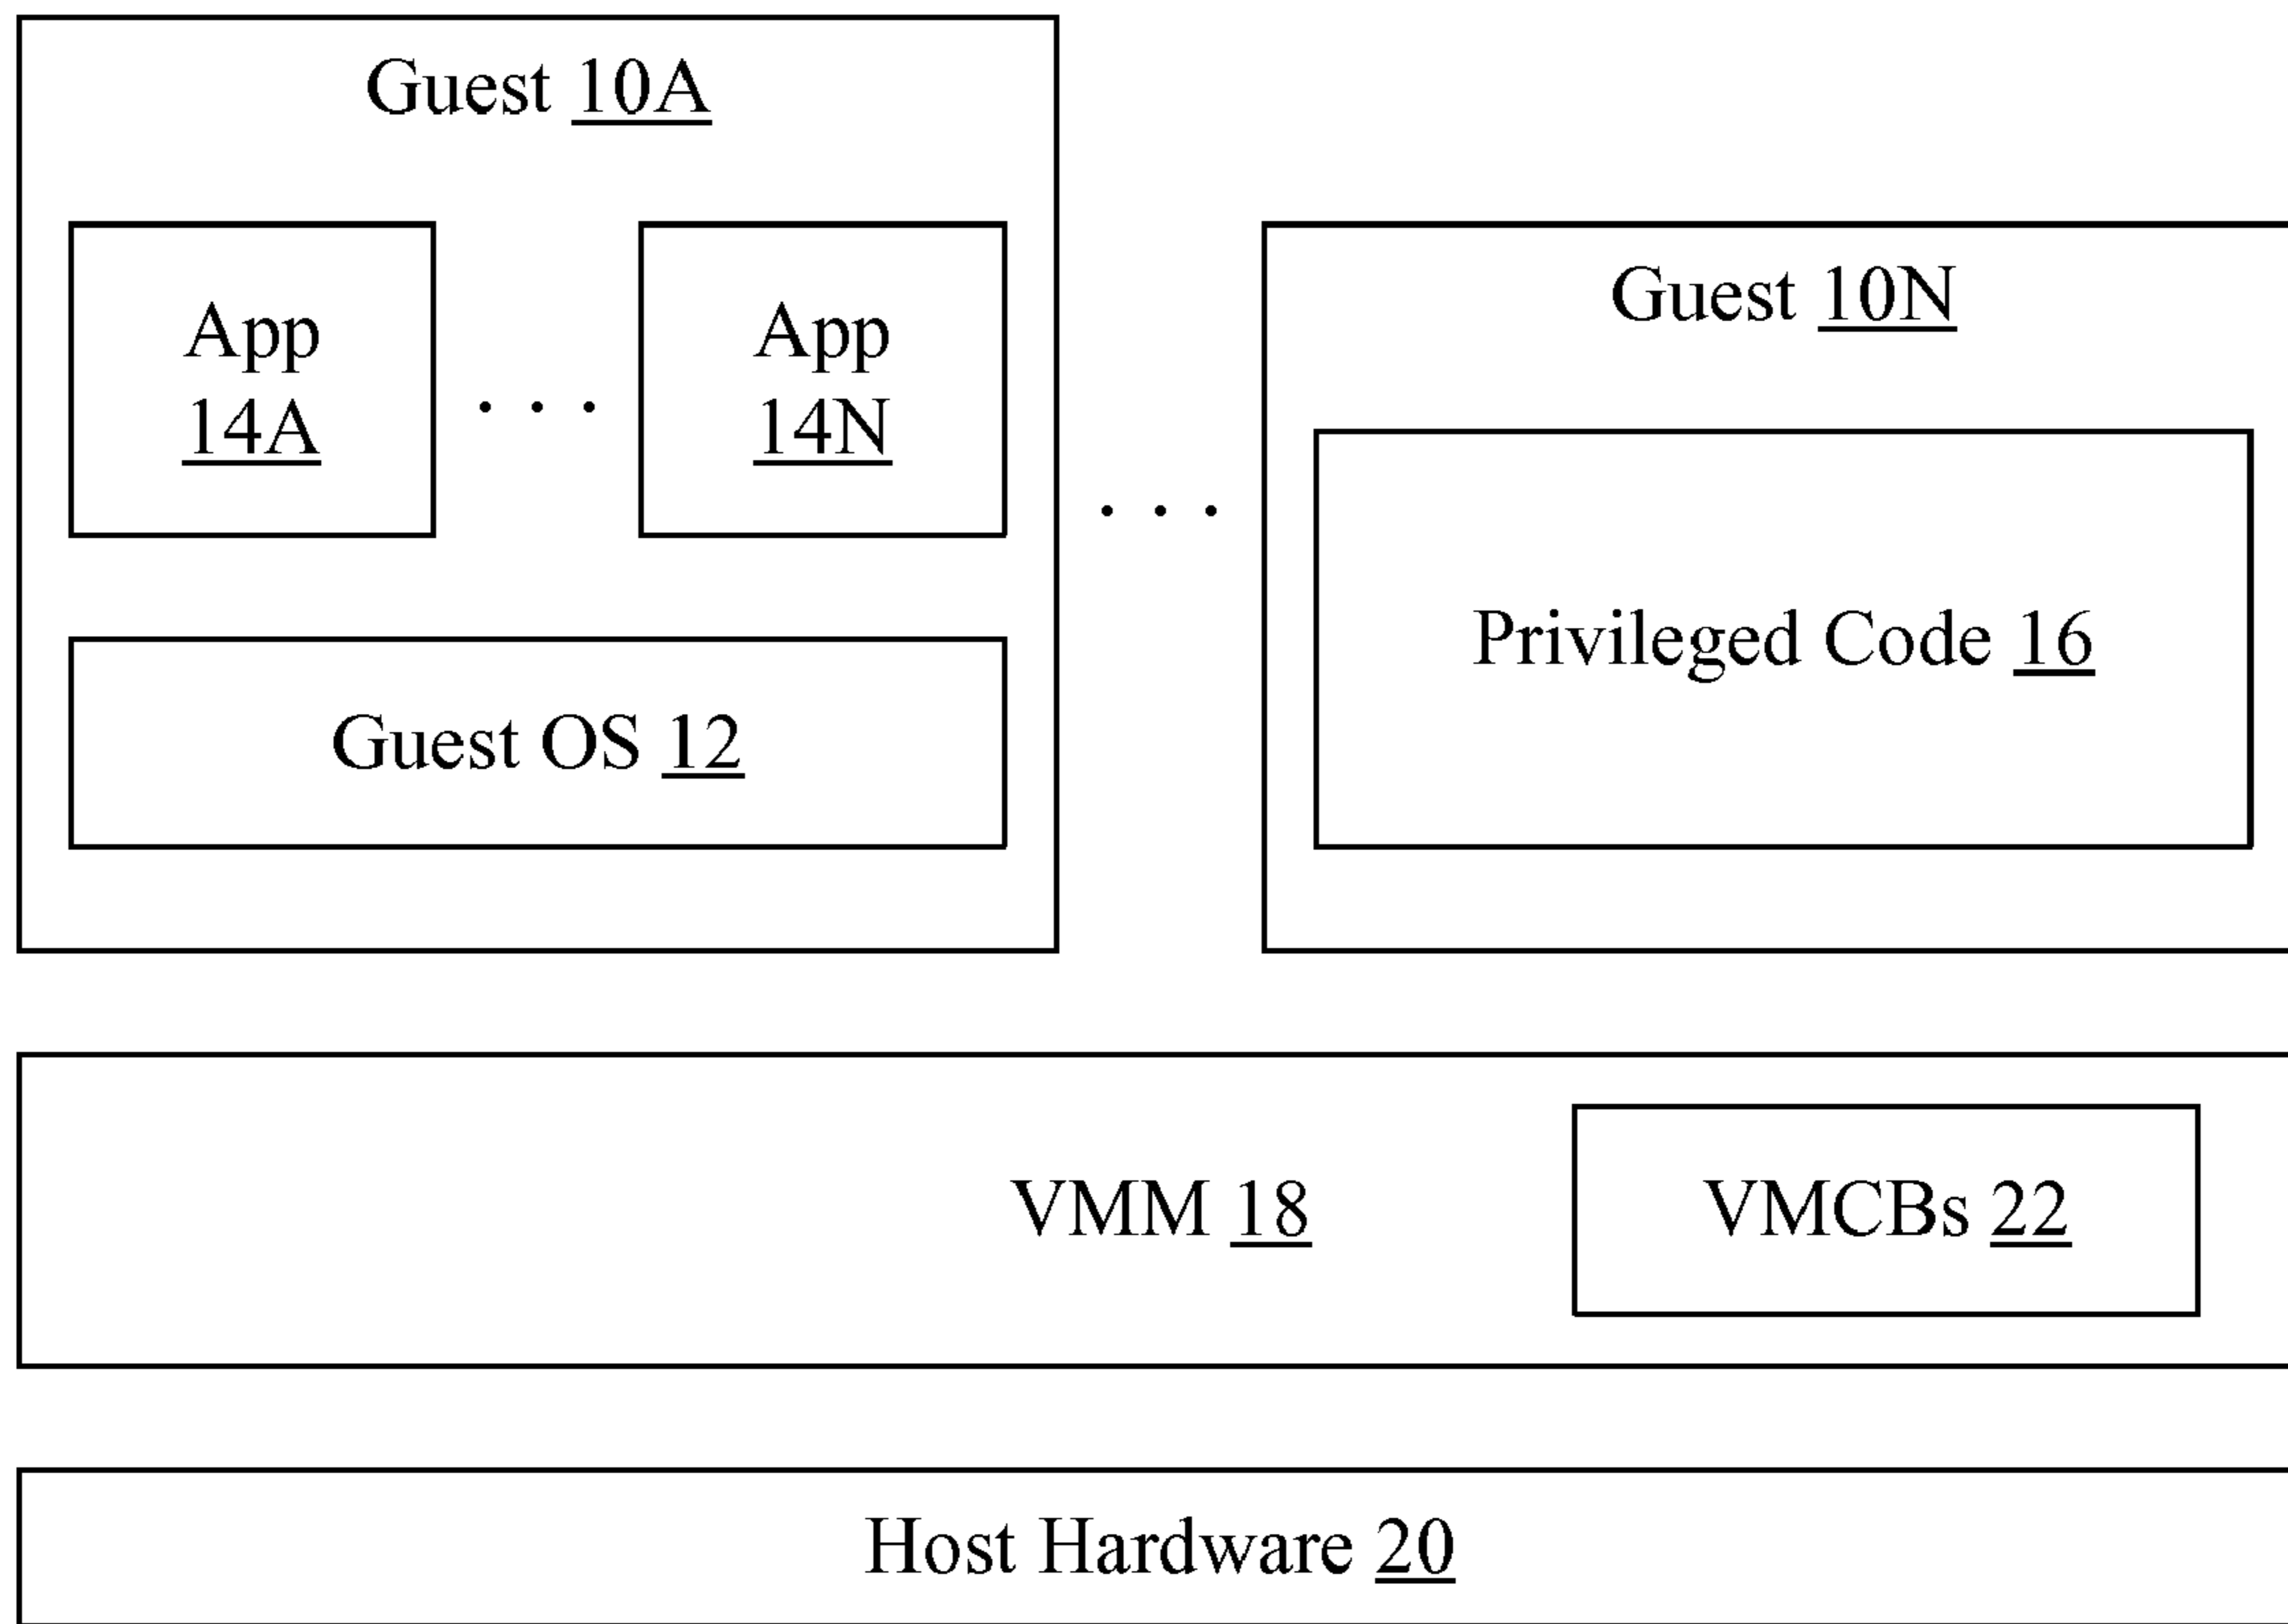 Guest 10A
App
14A
. . .
App
14N
Guest OS 12
. . .
Guest 10N
Privileged Code 16
VMM 18
VMCBs 22
Host Hardware 20